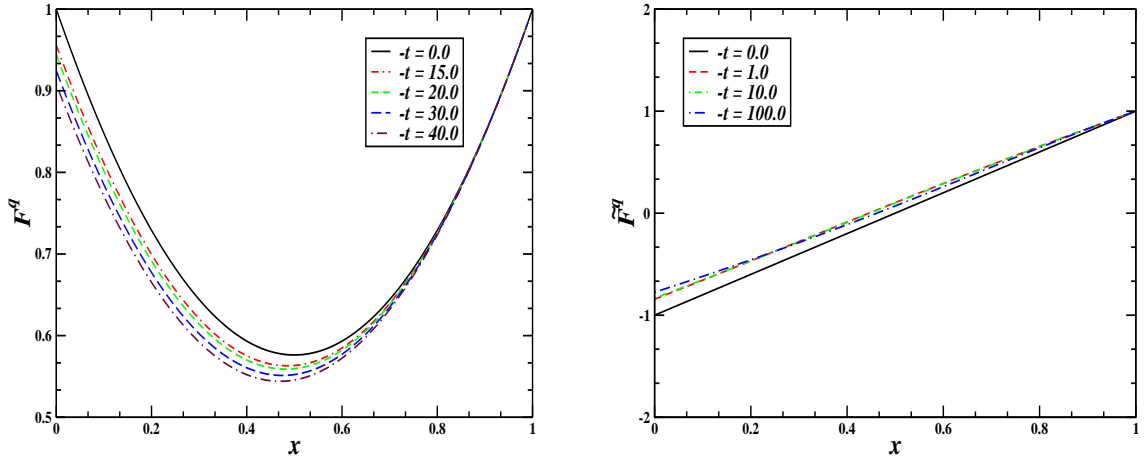 1
0.9
0.8
0.7
0.6
0.5
0
0.2
0.4
0.6
0.8
1
F^q
x
-t = 0.0
-t = 15.0
-t = 20.0
-t = 30.0
-t = 40.0
2
1
0
-1
-2
0
0.2
0.4
0.6
0.8
1
F̃^q
x
-t = 0.0
-t = 1.0
-t = 10.0
-t = 100.0